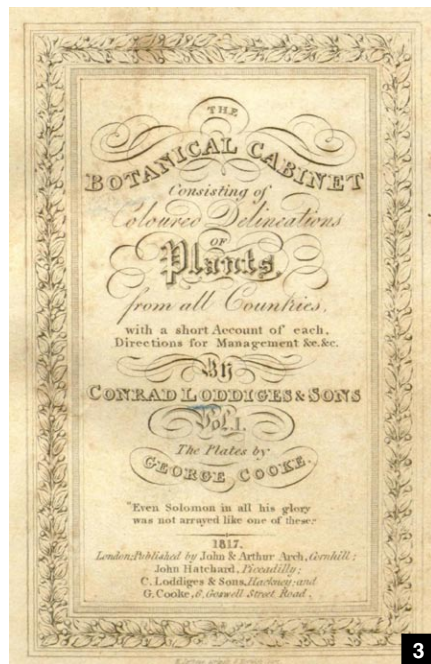 THE
BOTANICAL CABINET
Consisting of
Coloured Delineations
OF
Plants,
from all Countries,
with a short Account of each,
Directions for Management &c. &c.
By
CONRAD LODDIGES & SONS
Vol. I.
The Plates by
GEORGE COOKE.
"Even Solomon in all his glory
was not arrayed like one of these."
1817.
London; Published by John & Arthur Arch, Cornhill;
John Hatchard, Piccadilly;
C. Loddiges & Sons, Hackney; and
G. Cooke, 6, Goswell Street Road.
3